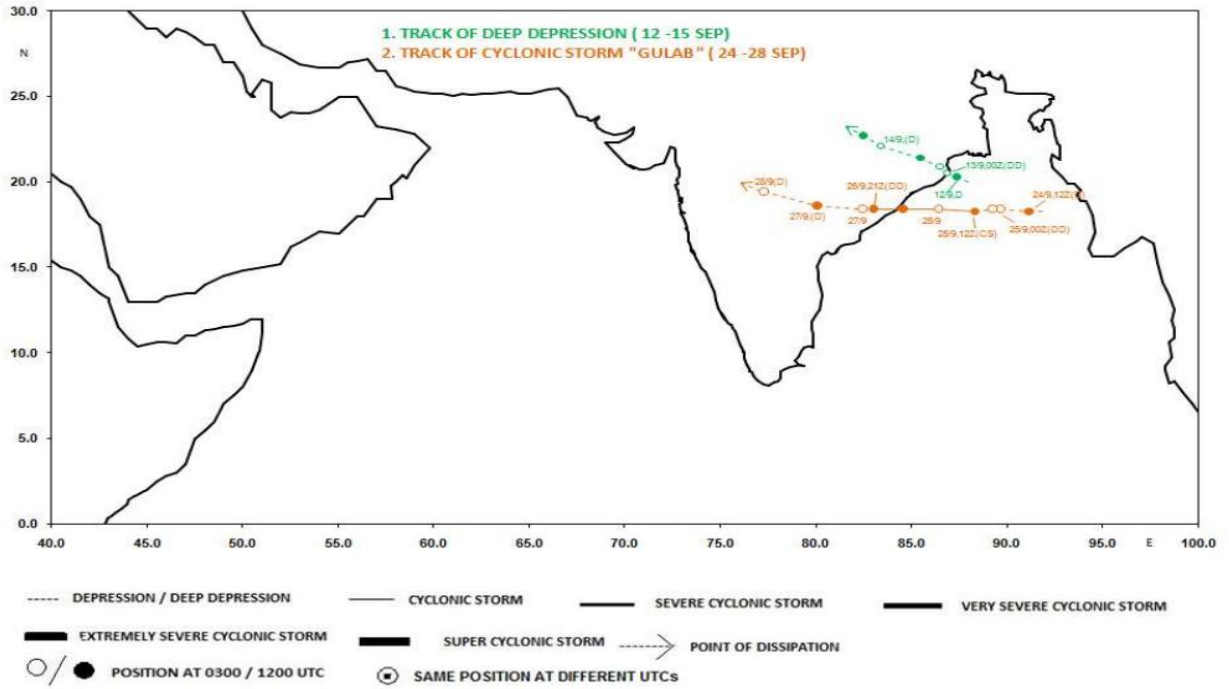 30.0
N
25.0
20.0
15.0
10.0
5.0
0.0
1. TRACK OF DEEP DEPRESSION ( 12 -15 SEP)
2. TRACK OF CYCLONIC STORM "GULAB" ( 24 -28 SEP)
14/9,(D)
13/9,00Z(DD)
12/9,D
28/9(D)
26/9,21Z(DD)
24/9,12Z(D)
27/9,(D)
27/9
26/9
25/9,12Z(CS)
25/9,00Z(DD)
40.0 45.0 50.0 55.0 60.0 65.0 70.0 75.0 80.0 85.0 90.0 95.0 E 100.0
DEPRESSION / DEEP DEPRESSION CYCLONIC STORM SEVERE CYCLONIC STORM VERY SEVERE CYCLONIC STORM
EXTREMELY SEVERE CYCLONIC STORM SUPER CYCLONIC STORM POINT OF DISSIPATION
/ POSITION AT 0300 / 1200 UTC SAME POSITION AT DIFFERENT UTCs